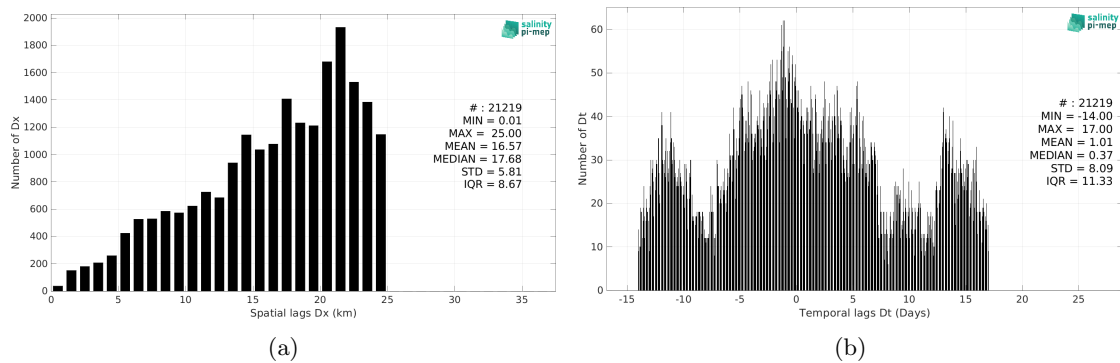 2000
1800
1600
1400
1200
1000
800
600
400
200
0
Number of Dx
0 5 10 15 20 25 30 35
Spatial lags Dx (km)
salinity
pi-mep
# : 21219
MIN = 0.01
MAX = 25.00
MEAN = 16.57
MEDIAN = 17.68
STD = 5.81
IQR = 8.67
(a)
60
50
40
30
20
10
0
Number of Dt
-15 -10 -5 0 5 10 15 20 25
Temporal lags Dt (Days)
salinity
pi-mep
# : 21219
MIN = -14.00
MAX = 17.00
MEAN = 1.01
MEDIAN = 0.37
STD = 8.09
IQR = 11.33
(b)